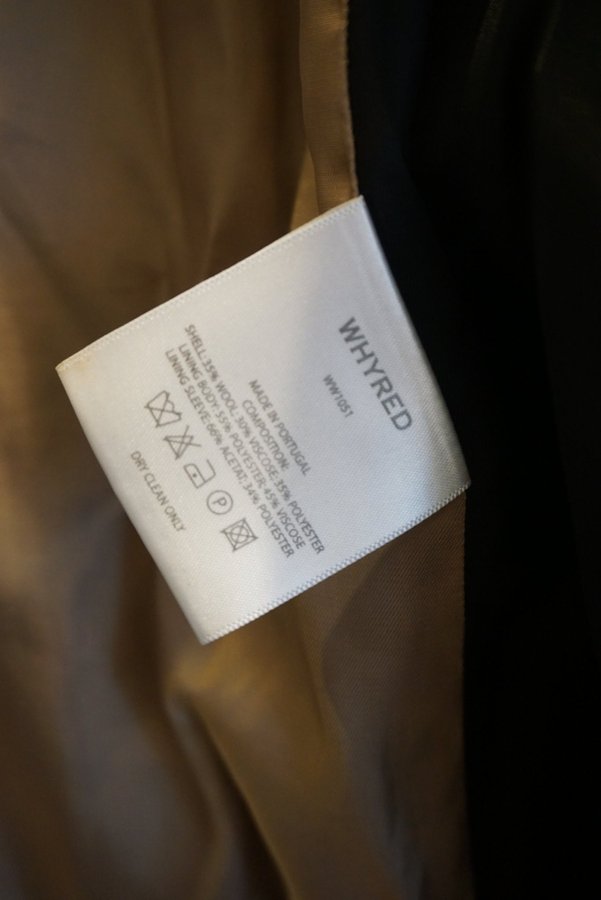 WHYRED
WW1051
MADE IN PORTUGAL
COMPOSITION:
SHELL: 35% WOOL: 30% VISCOSE: 35% POLYESTER
LINING BODY: 55% POLYESTER: 45% VISCOSE
LINING SLEEVE: 66% ACETAT: 34% POLYESTER
P
DRY CLEAN ONLY